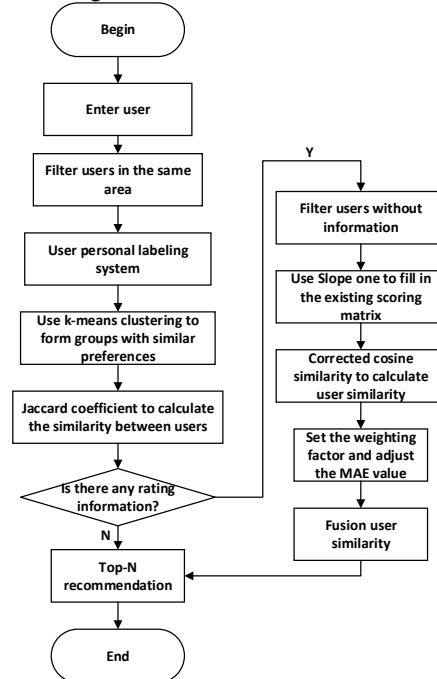 Begin
Enter user
Filter users in the same
area
User personal labeling
system
Use k-means clustering to
form groups with similar
preferences
Jaccard coefficient to calculate
the similarity between users
Is there any rating
information?
N
Top-N
recommendation
End
Y
Filter users without
information
Use Slope one to fill in
the existing scoring
matrix
Corrected cosine
similarity to calculate
user similarity
Set the weighting
factor and adjust
the MAE value
Fusion user
similarity